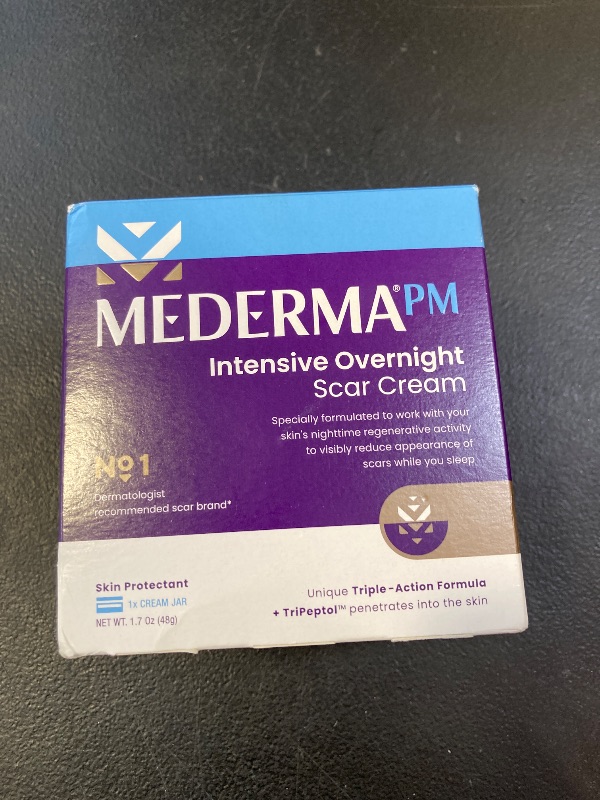 MEDERMA® PM
Intensive Overnight
Scar Cream
Specially formulated to work with your
skin's nighttime regenerative activity
to visibly reduce appearance of
scars while you sleep
Nº 1
Dermatologist
recommended scar brand*
Skin Protectant
1x CREAM JAR
NET WT. 1.7 Oz (48g)
Unique Triple-Action Formula
+ TriPeptol™ penetrates into the skin